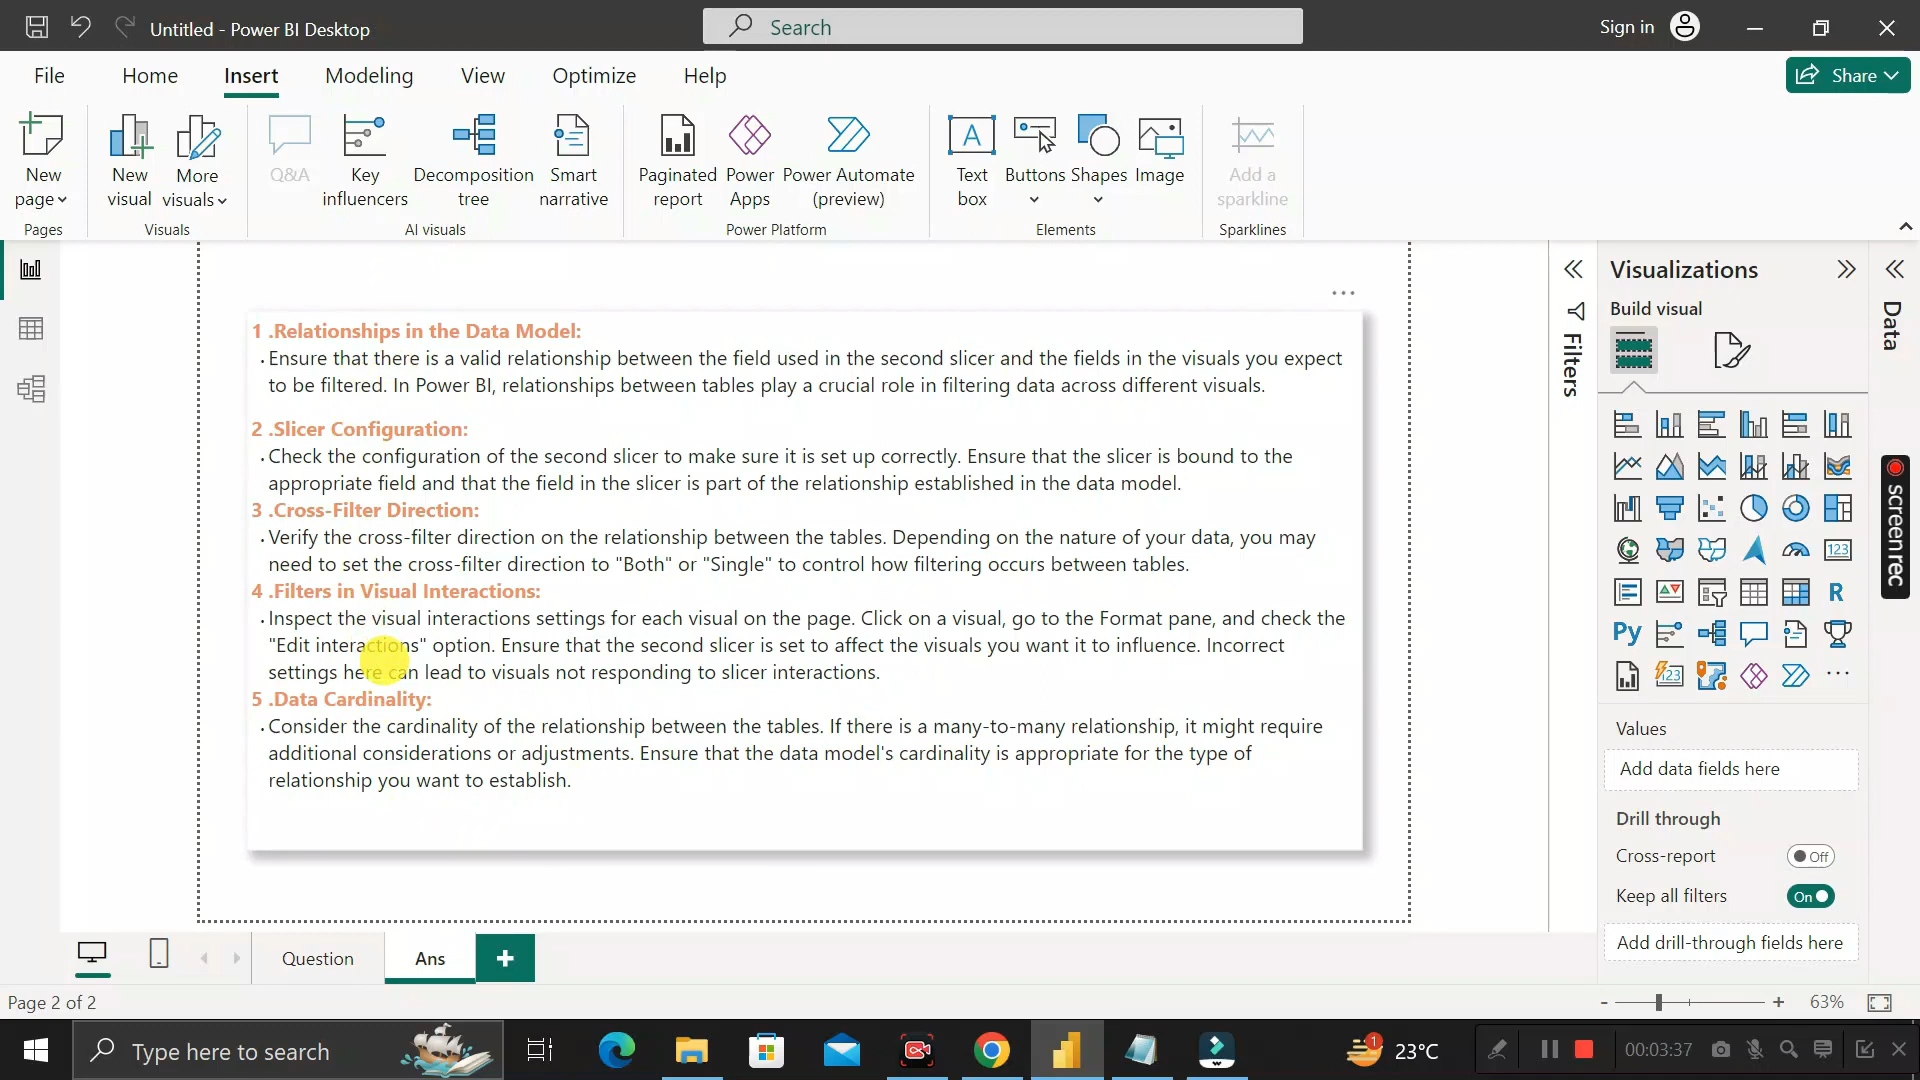 Untitled - Power BI Desktop
Search
Sign in
File Home Insert Modeling View Optimize Help
Share
New page
New visual
More visuals
Q&A
Key influencers
Decomposition tree
Smart narrative
Paginated report
Power Apps
Power Automate (preview)
Text box
Buttons
Shapes
Image
Add a sparkline
Pages
Visuals
AI visuals
Power Platform
Elements
Sparklines
1 .Relationships in the Data Model:
. Ensure that there is a valid relationship between the field used in the second slicer and the fields in the visuals you expect
to be filtered. In Power BI, relationships between tables play a crucial role in filtering data across different visuals.
2 .Slicer Configuration:
. Check the configuration of the second slicer to make sure it is set up correctly. Ensure that the slicer is bound to the
appropriate field and that the field in the slicer is part of the relationship established in the data model.
3 .Cross-Filter Direction:
. Verify the cross-filter direction on the relationship between the tables. Depending on the nature of your data, you may
need to set the cross-filter direction to "Both" or "Single" to control how filtering occurs between tables.
4 .Filters in Visual Interactions:
. Inspect the visual interactions settings for each visual on the page. Click on a visual, go to the Format pane, and check the
"Edit interactions" option. Ensure that the second slicer is set to affect the visuals you want it to influence. Incorrect
settings here can lead to visuals not responding to slicer interactions.
5 .Data Cardinality:
. Consider the cardinality of the relationship between the tables. If there is a many-to-many relationship, it might require
additional considerations or adjustments. Ensure that the data model's cardinality is appropriate for the type of
relationship you want to establish.
Filters
Visualizations
Build visual
123
R
Py
123
Values
Add data fields here
Drill through
Cross-report
Off
Keep all filters
On
Add drill-through fields here
Data
screen rec
Question
Ans
Page 2 of 2
- + 63%
Type here to search
1
23°C
00:03:37